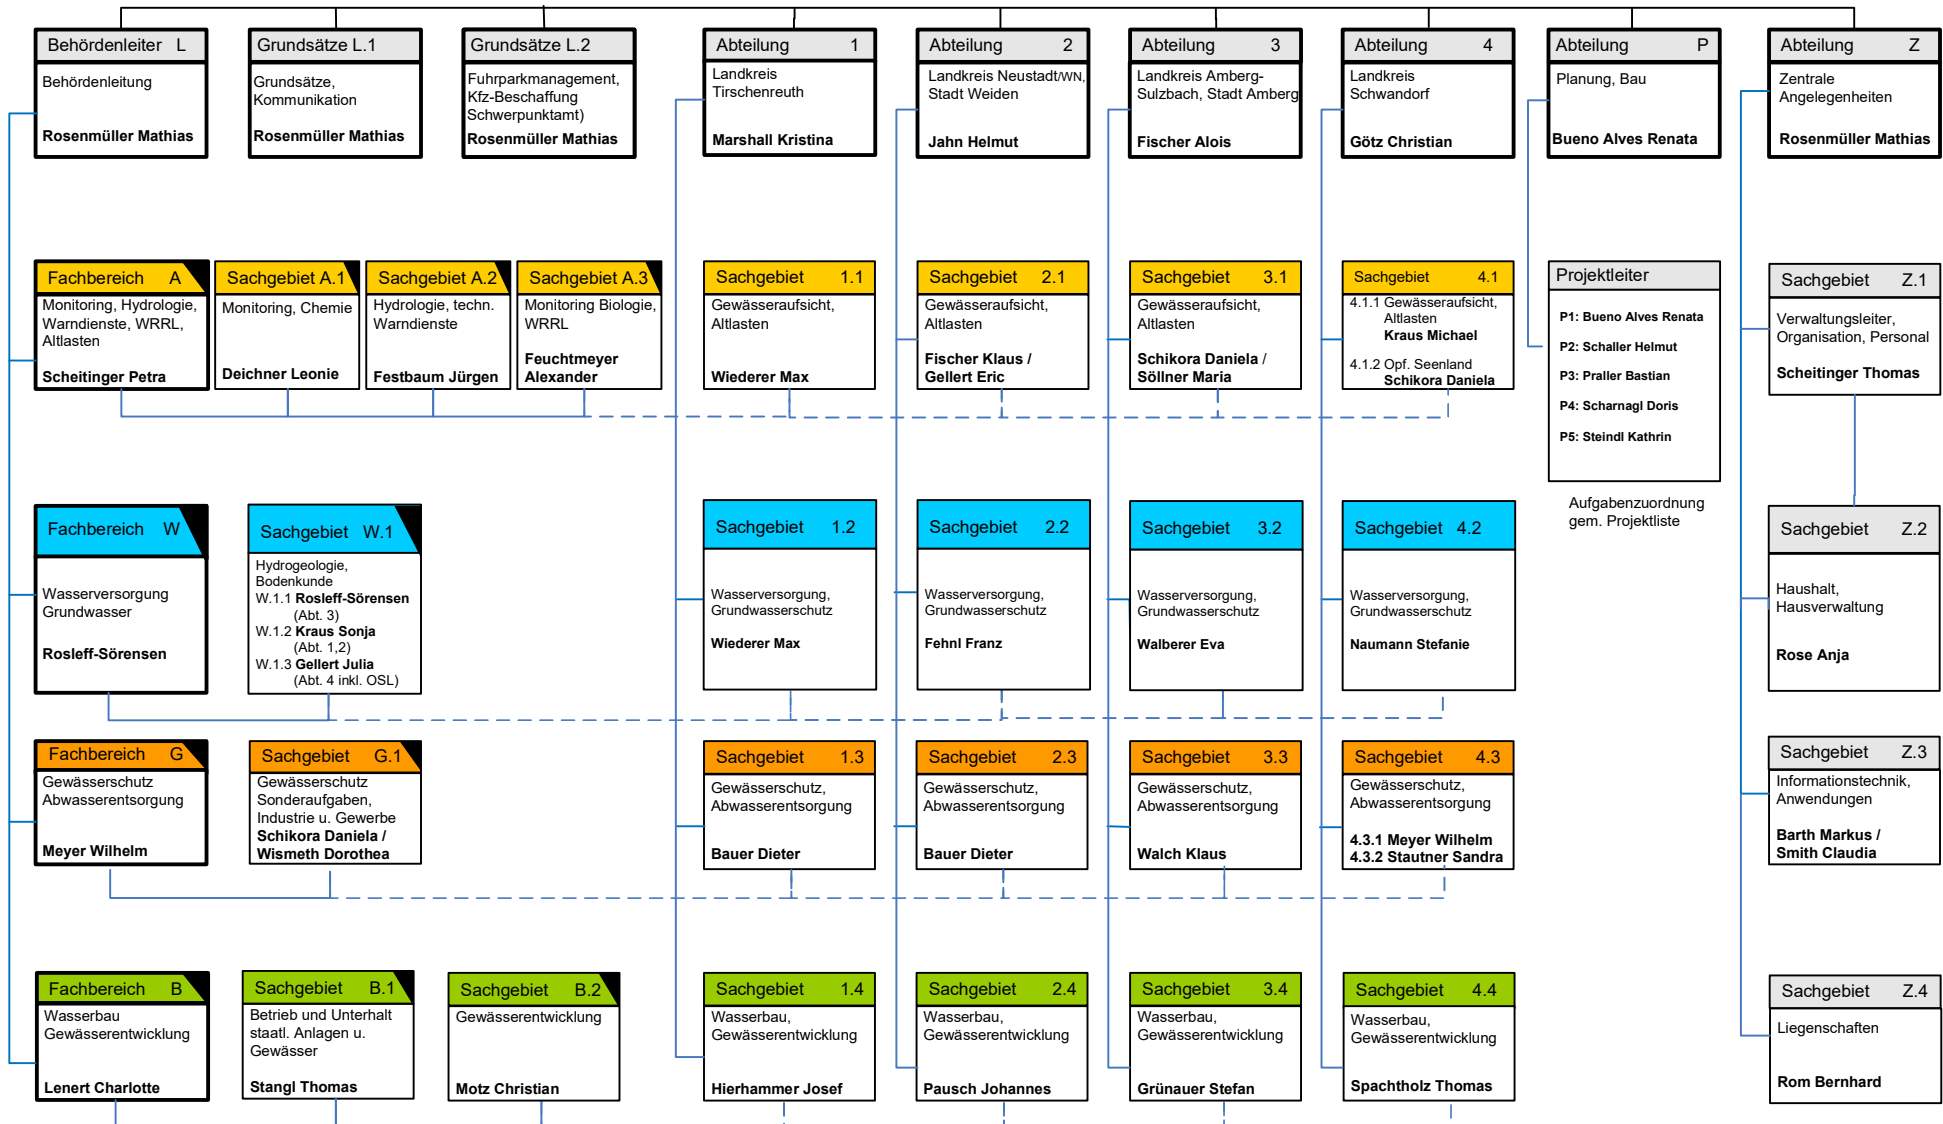 Behördenleiter L
Behördenleitung
Rosenmüller Mathias
Grundsätze L.1
Grundsätze,
Kommunikation
Rosenmüller Mathias
Grundsätze L.2
Fuhrparkmanagement,
Kfz-Beschaffung
Schwerpunktamt)
Rosenmüller Mathias
Abteilung 1
Landkreis
Tirschenreuth
Marshall Kristina
Abteilung 2
Landkreis Neustadt/WN,
Stadt Weiden
Jahn Helmut
Abteilung 3
Landkreis Amberg-
Sulzbach, Stadt Amberg
Fischer Alois
Abteilung 4
Landkreis
Schwandorf
Götz Christian
Abteilung P
Planung, Bau
Bueno Alves Renata
Abteilung Z
Zentrale
Angelegenheiten
Rosenmüller Mathias
Fachbereich A
Monitoring, Hydrologie,
Warndienste, WRRL,
Altlasten
Scheitinger Petra
Sachgebiet A.1
Monitoring, Chemie
Deichner Leonie
Sachgebiet A.2
Hydrologie, techn.
Warndienste
Festbaum Jürgen
Sachgebiet A.3
Monitoring Biologie,
WRRL
Feuchtmeyer
Alexander
Sachgebiet 1.1
Gewässeraufsicht,
Altlasten
Wiederer Max
Sachgebiet 2.1
Gewässeraufsicht,
Altlasten
Fischer Klaus /
Gellert Eric
Sachgebiet 3.1
Gewässeraufsicht,
Altlasten
Schikora Daniela /
Söllner Maria
Sachgebiet 4.1
4.1.1 Gewässeraufsicht,
Altlasten
Kraus Michael
4.1.2 Opf. Seenland
Schikora Daniela
Projektleiter
P1: Bueno Alves Renata
P2: Schaller Helmut
P3: Praller Bastian
P4: Scharnagl Doris
P5: Steindl Kathrin
Aufgabenzuordnung
gem. Projektliste
Sachgebiet Z.1
Verwaltungsleiter,
Organisation, Personal
Scheitinger Thomas
Fachbereich W
Wasserversorgung
Grundwasser
Rosleff-Sörensen
Sachgebiet W.1
Hydrogeologie,
Bodenkunde
W.1.1 Rosleff-Sörensen
(Abt. 3)
W.1.2 Kraus Sonja
(Abt. 1,2)
W.1.3 Gellert Julia
(Abt. 4 inkl. OSL)
Sachgebiet 1.2
Wasserversorgung,
Grundwasserschutz
Wiederer Max
Sachgebiet 2.2
Wasserversorgung,
Grundwasserschutz
Fehnl Franz
Sachgebiet 3.2
Wasserversorgung,
Grundwasserschutz
Walberer Eva
Sachgebiet 4.2
Wasserversorgung,
Grundwasserschutz
Naumann Stefanie
Sachgebiet Z.2
Haushalt,
Hausverwaltung
Rose Anja
Fachbereich G
Gewässerschutz
Abwasserentsorgung
Meyer Wilhelm
Sachgebiet G.1
Gewässerschutz
Sonderaufgaben,
Industrie u. Gewerbe
Schikora Daniela /
Wismeth Dorothea
Sachgebiet 1.3
Gewässerschutz,
Abwasserentsorgung
Bauer Dieter
Sachgebiet 2.3
Gewässerschutz,
Abwasserentsorgung
Bauer Dieter
Sachgebiet 3.3
Gewässerschutz,
Abwasserentsorgung
Walch Klaus
Sachgebiet 4.3
Gewässerschutz,
Abwasserentsorgung
4.3.1 Meyer Wilhelm
4.3.2 Stautner Sandra
Sachgebiet Z.3
Informationstechnik,
Anwendungen
Barth Markus /
Smith Claudia
Fachbereich B
Wasserbau
Gewässerentwicklung
Lenert Charlotte
Sachgebiet B.1
Betrieb und Unterhalt
staatl. Anlagen u.
Gewässer
Stangl Thomas
Sachgebiet B.2
Gewässerentwicklung
Motz Christian
Sachgebiet 1.4
Wasserbau,
Gewässerentwicklung
Hierhammer Josef
Sachgebiet 2.4
Wasserbau,
Gewässerentwicklung
Pausch Johannes
Sachgebiet 3.4
Wasserbau,
Gewässerentwicklung
Grünauer Stefan
Sachgebiet 4.4
Wasserbau,
Gewässerentwicklung
Spachtholz Thomas
Sachgebiet Z.4
Liegenschaften
Rom Bernhard